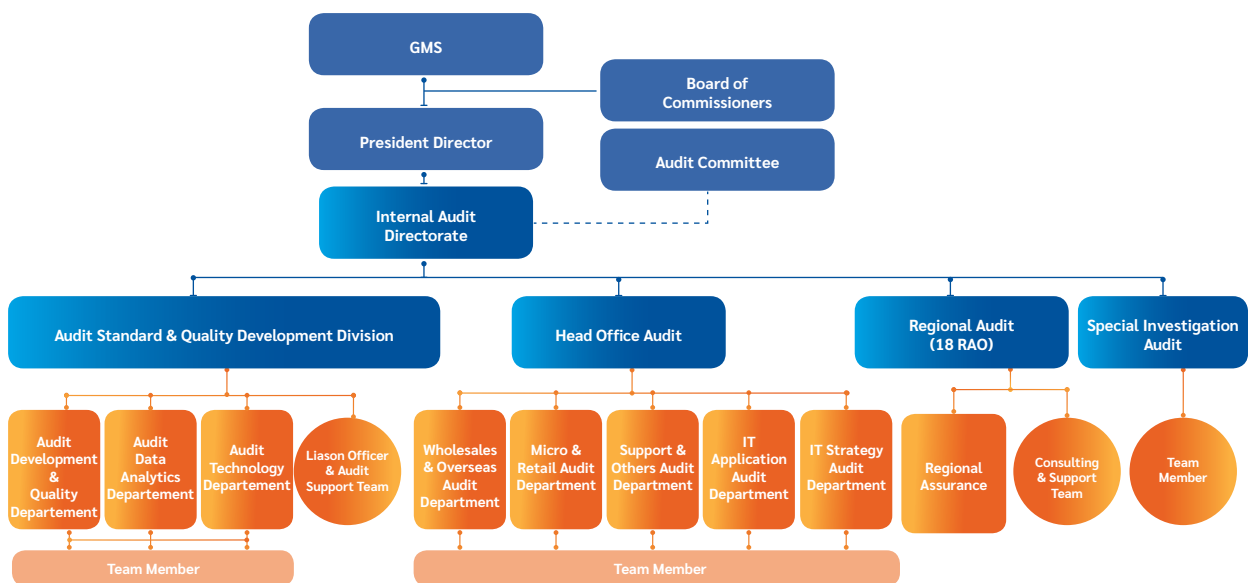 GMS
Board of
Commissioners
President Director
Audit Committee
Internal Audit
Directorate
Audit Standard & Quality Development Division
Head Office Audit
Regional Audit
(18 RAO)
Special Investigation
Audit
Audit
Development
&
Quality
Departement
Audit
Data
Analytics
Departement
Audit
Technology
Departement
Liason Officer
& Audit
Support Team
Wholesales
& Overseas
Audit
Department
Micro &
Retail Audit
Department
Support &
Others Audit
Department
IT
Application
Audit
Department
IT Strategy
Audit
Department
Regional
Assurance
Consulting
& Support
Team
Team
Member
Team Member
Team Member